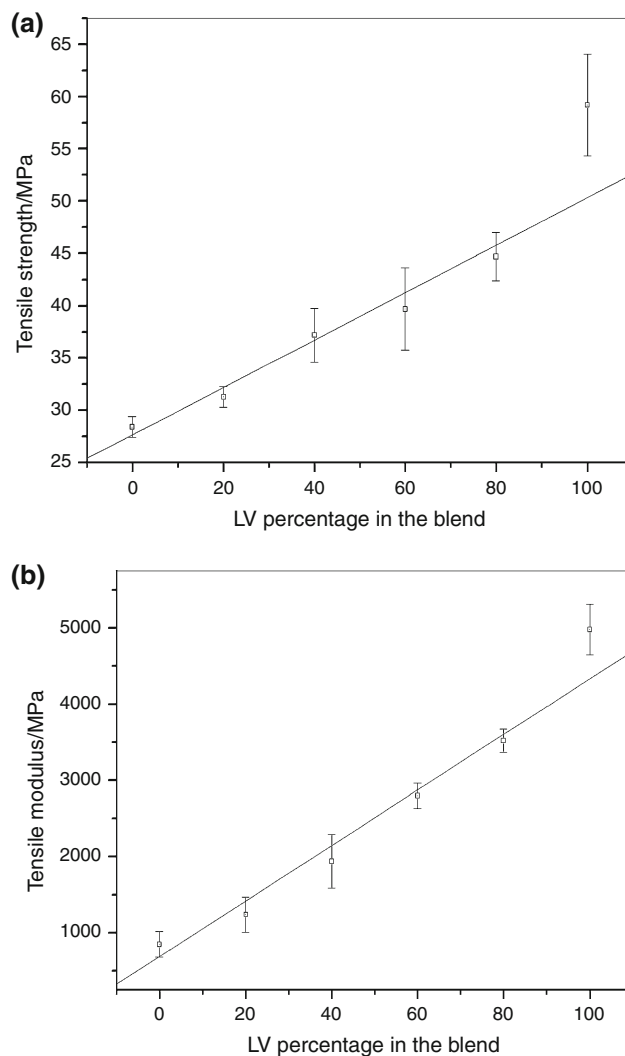 (a)
65
60
55
50
45
40
35
30
25
Tensile strength/MPa
0 20 40 60 80 100
LV percentage in the blend
(b)
5000
4000
3000
2000
1000
Tensile modulus/MPa
0 20 40 60 80 100
LV percentage in the blend